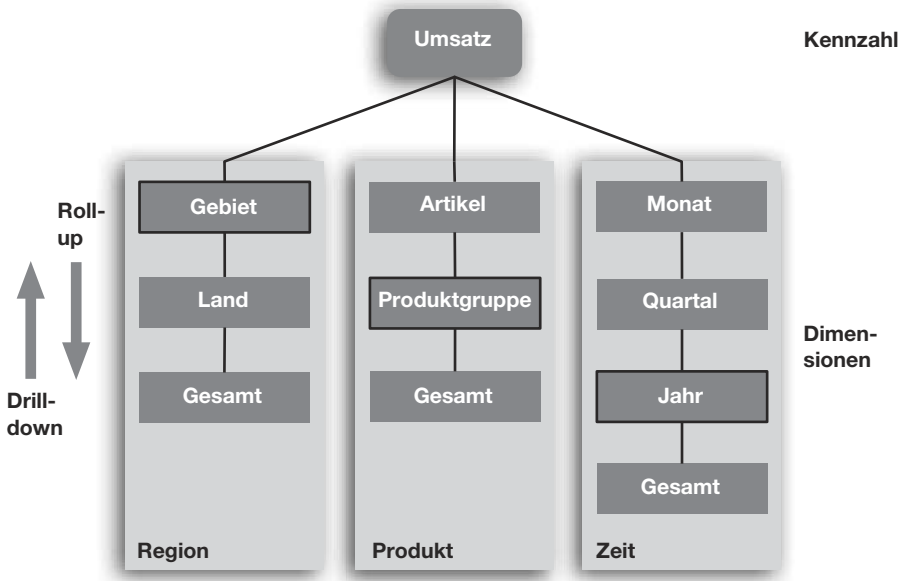 Umsatz
Kennzahl
Roll-
up
Drill-
down
Gebiet
Land
Gesamt
Region
Artikel
Produktgruppe
Gesamt
Produkt
Monat
Quartal
Jahr
Gesamt
Zeit
Dimen-
sionen